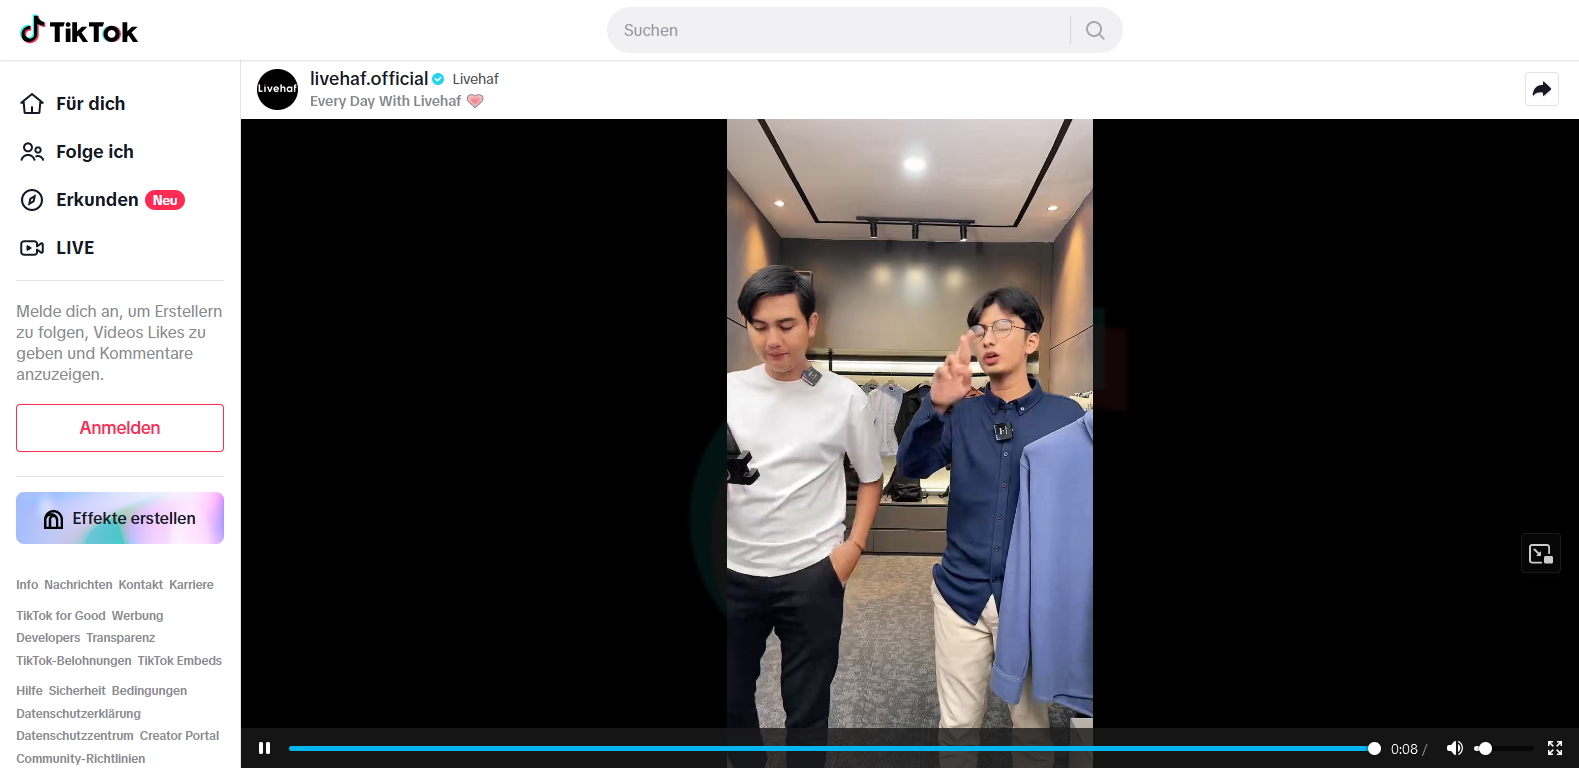 TikTok
Suchen
Für dich
Folge ich
Erkunden Neu
LIVE
Melde dich an, um Erstellern
zu folgen, Videos Likes zu
geben und Kommentare
anzuzeigen.
Anmelden
Effekte erstellen
Info Nachrichten Kontakt Karriere
TikTok for Good Werbung
Developers Transparenz
TikTok-Belohnungen TikTok Embeds
Hilfe Sicherheit Bedingungen
Datenschutzerklärung
Datenschutzzentrum Creator Portal
Community-Richtlinien
Livehaf
livehaf.official Livehaf
Every Day With Livehaf
0:08 /